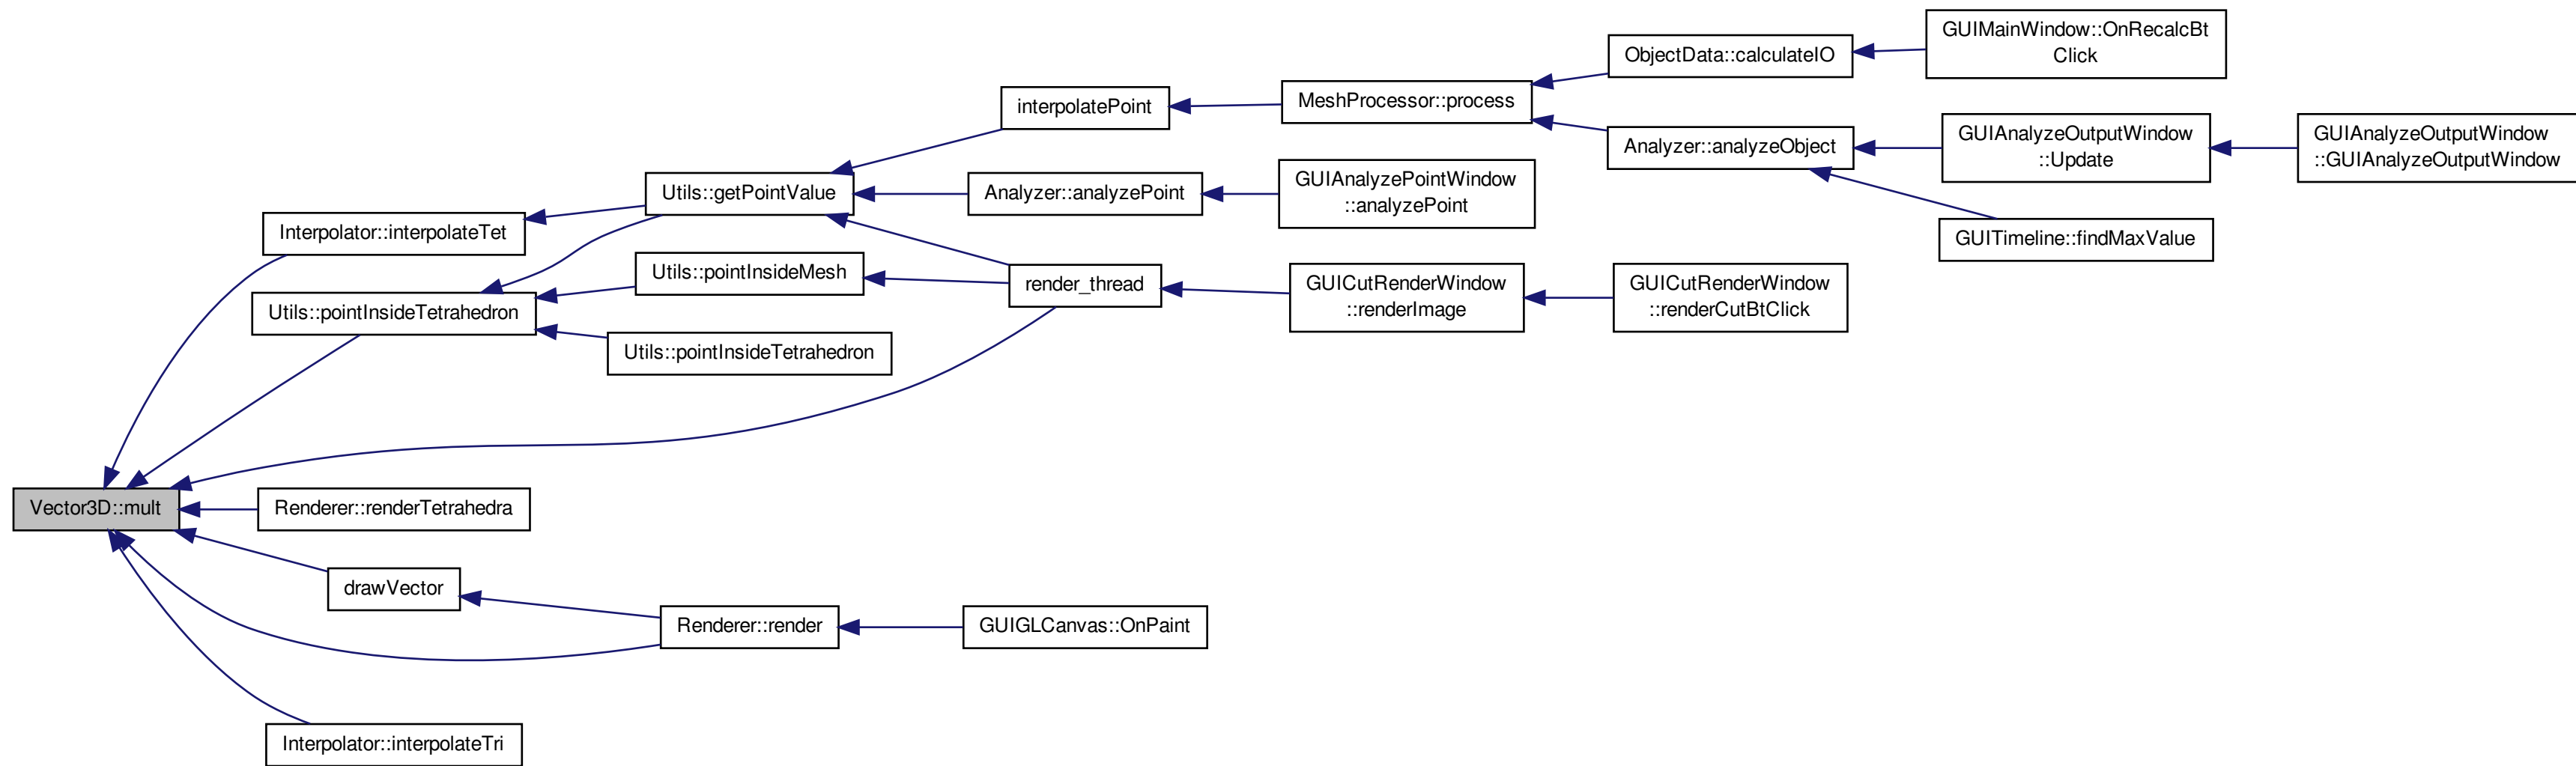 GUIMainWindow::OnRecalcBt
Click
ObjectData::calculateIO
MeshProcessor::process
interpolatePoint
Analyzer::analyzeObject
GUIAnalyzeOutputWindow
::Update
GUIAnalyzeOutputWindow
::GUIAnalyzeOutputWindow
Utils::getPointValue
Analyzer::analyzePoint
GUIAnalyzePointWindow
::analyzePoint
GUITimeline::findMaxValue
Interpolator::interpolateTet
Utils::pointInsideMesh
render_thread
GUICutRenderWindow
::renderImage
GUICutRenderWindow
::renderCutBtClick
Utils::pointInsideTetrahedron
Utils::pointInsideTetrahedron
Vector3D::mult
Renderer::renderTetrahedra
drawVector
Renderer::render
GUIGLCanvas::OnPaint
Interpolator::interpolateTri